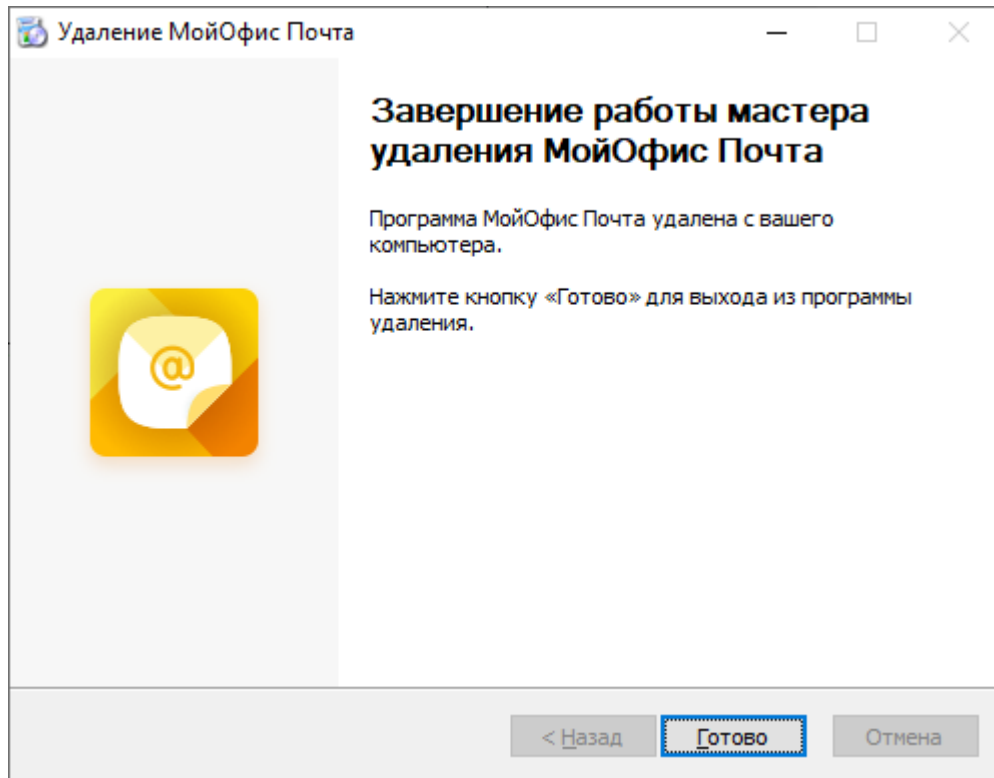 Удаление МойОфис Почта
Завершение работы мастера
удаления МойОфис Почта
Программа МойОфис Почта удалена с вашего
компьютера.
Нажмите кнопку «Готово» для выхода из программы
удаления.
@
< Назад
Готово
Отмена